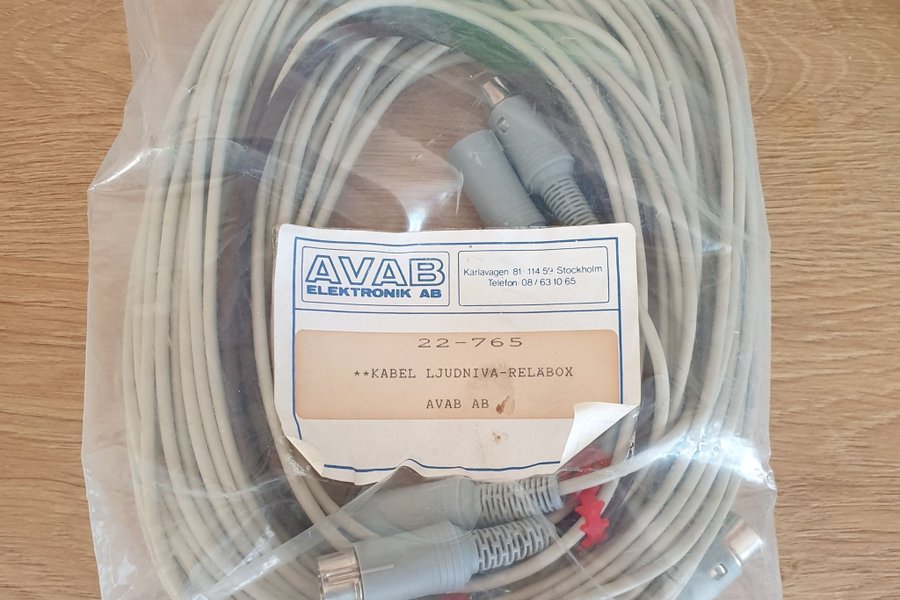 AVAB
ELEKTRONIK AB
Karlavägen 81 · 114 59 Stockholm
Telefon 08/63 10 65
22-765
**KABEL LJUDNIVA-RELÄBOX
AVAB AB